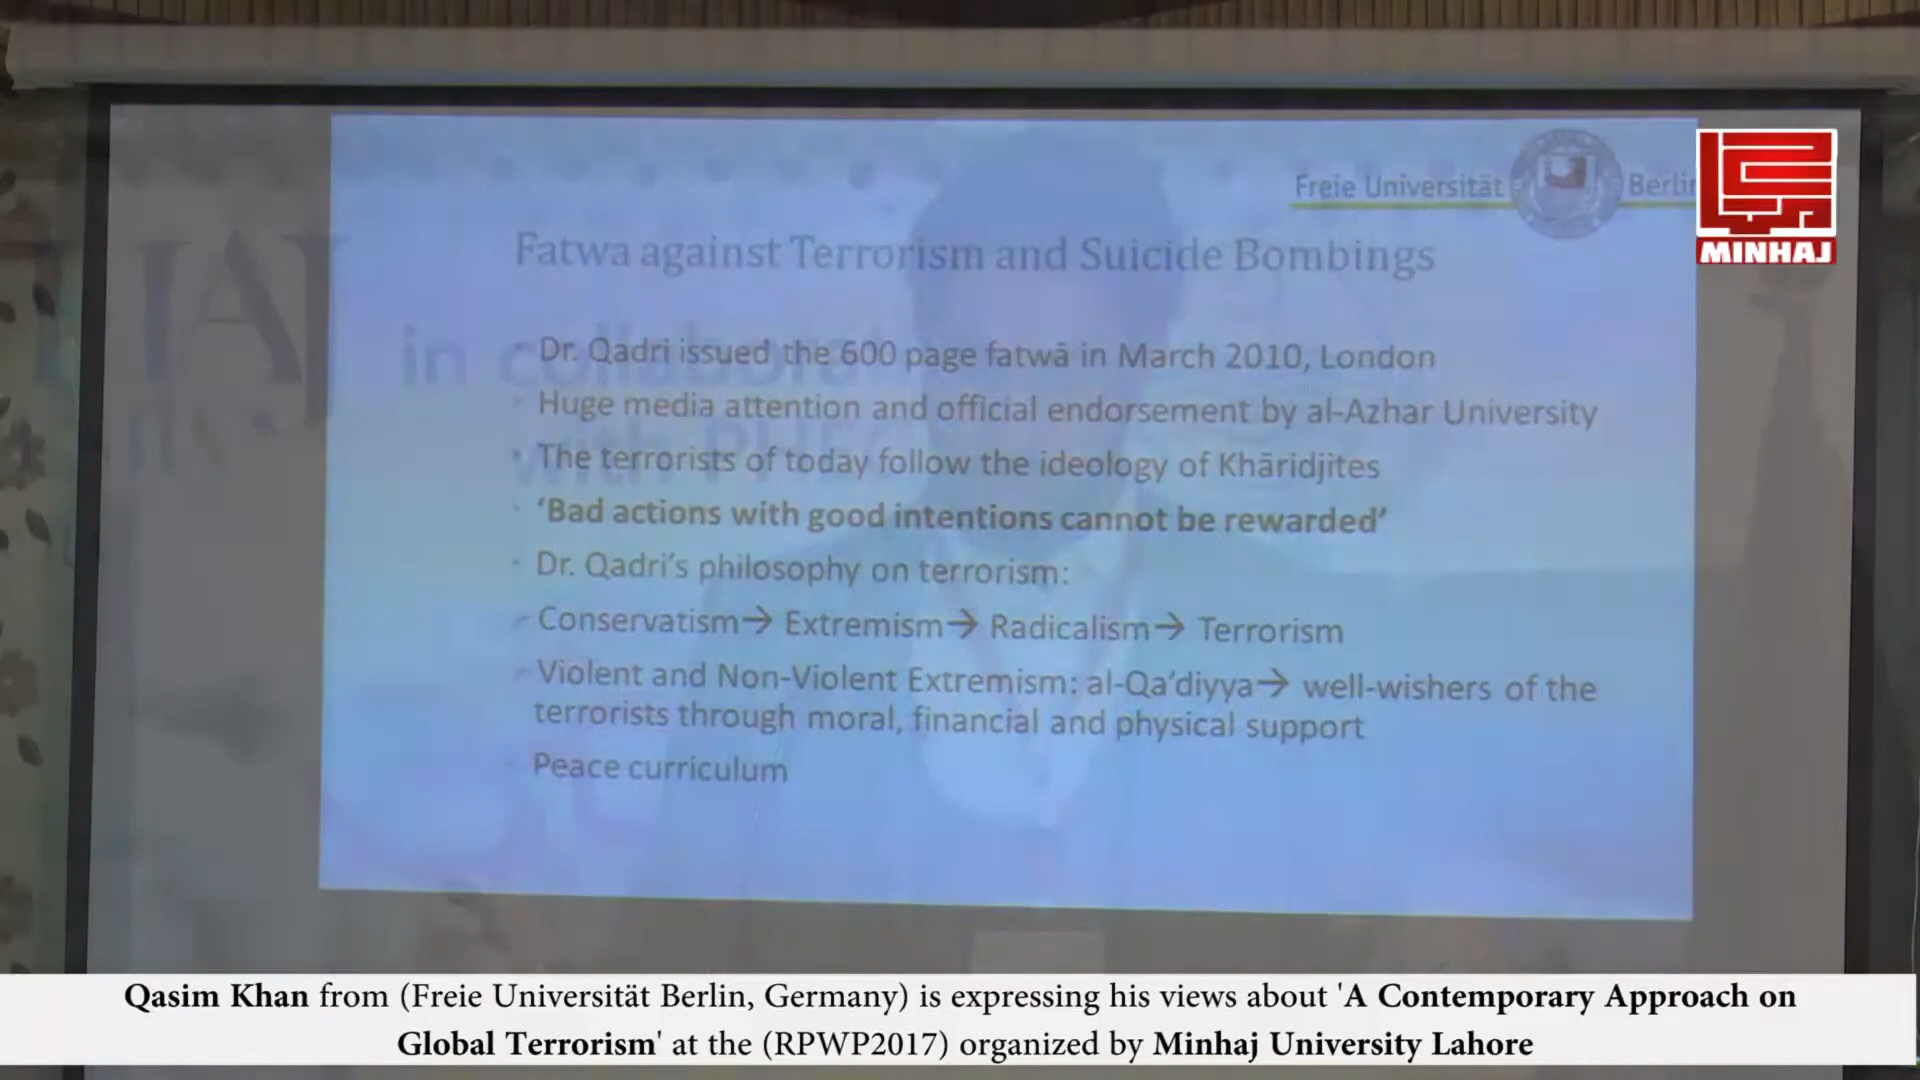 Freie Universität Berlin
MINHAJ
Fatwa against Terrorism and Suicide Bombings
in
Dr. Qadri issued the 600 page fatwā in March 2010, London
Huge media attention and official endorsement by al-Azhar University
The terrorists of today follow the ideology of Khāridjites
‘Bad actions with good intentions cannot be rewarded’
Dr. Qadri’s philosophy on terrorism:
Conservatism→ Extremism→ Radicalism→ Terrorism
Violent and Non-Violent Extremism: al-Qa’diyya→ well-wishers of the
terrorists through moral, financial and physical support
Peace curriculum
Qasim Khan from (Freie Universität Berlin, Germany) is expressing his views about 'A Contemporary Approach on
Global Terrorism' at the (RPWP2017) organized by Minhaj University Lahore